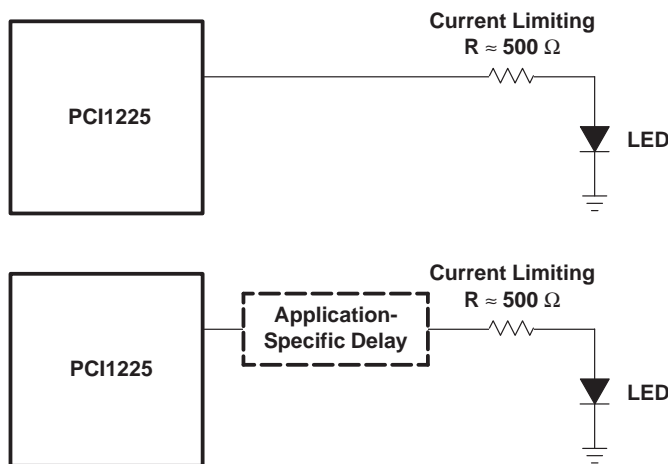 Current Limiting
R ≈ 500 Ω
PCI1225
LED
Current Limiting
R ≈ 500 Ω
Application-
Specific Delay
PCI1225
LED